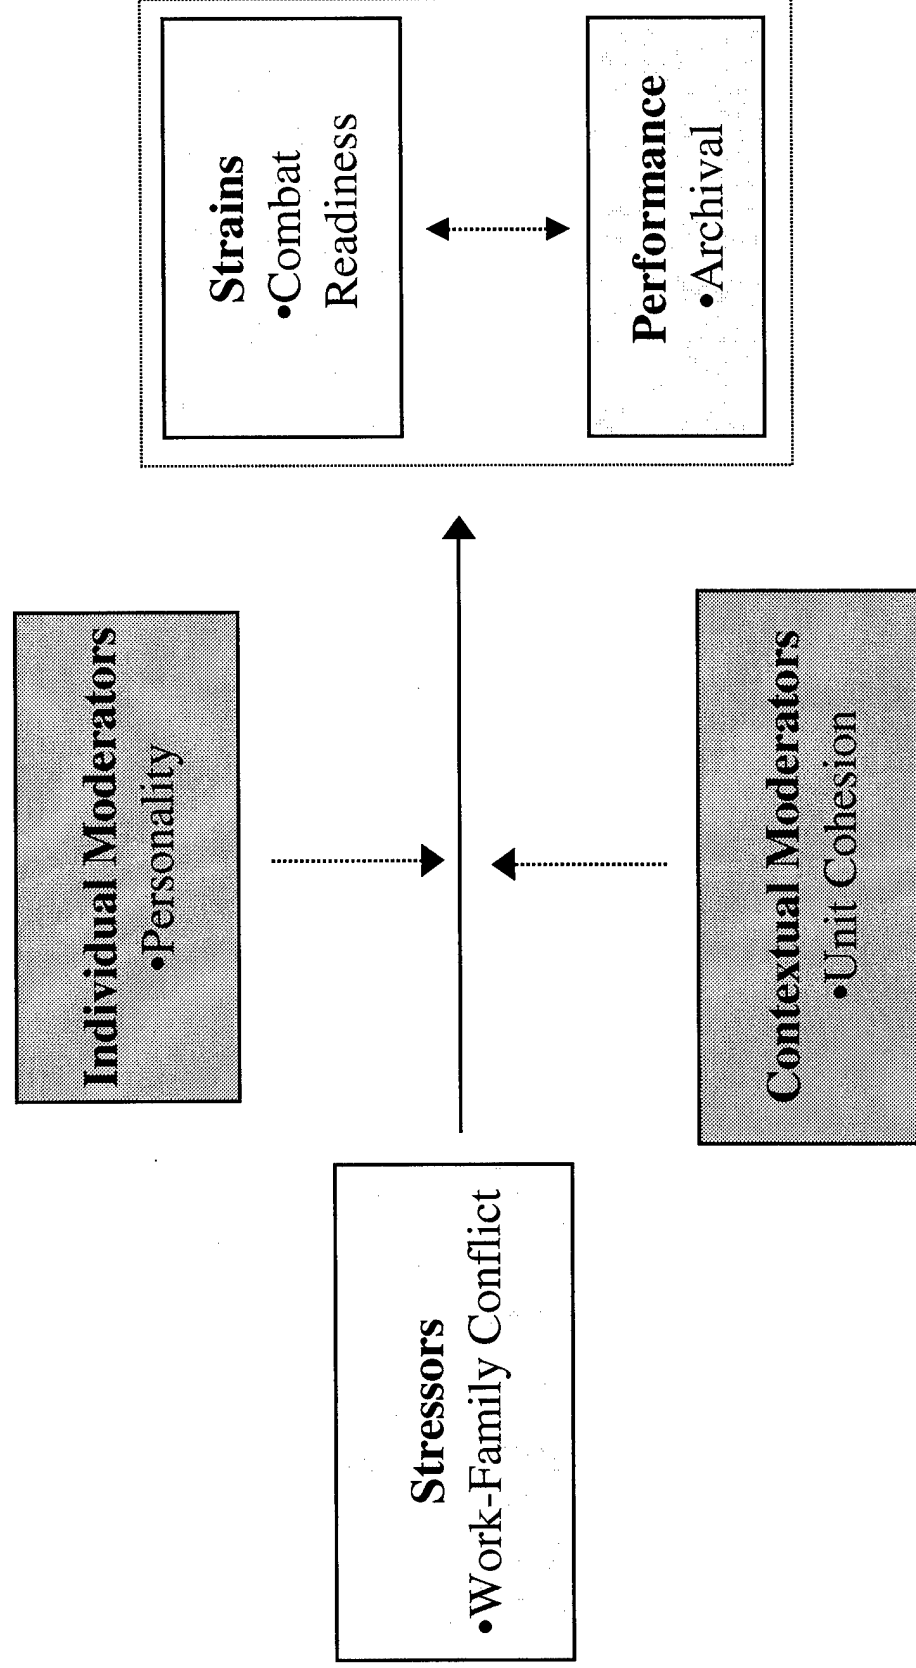 Individual Moderators
•Personality
Stressors
•Work-Family Conflict
Strains
•Combat
Readiness
Performance
•Archival
Contextual Moderators
•Unit Cohesion